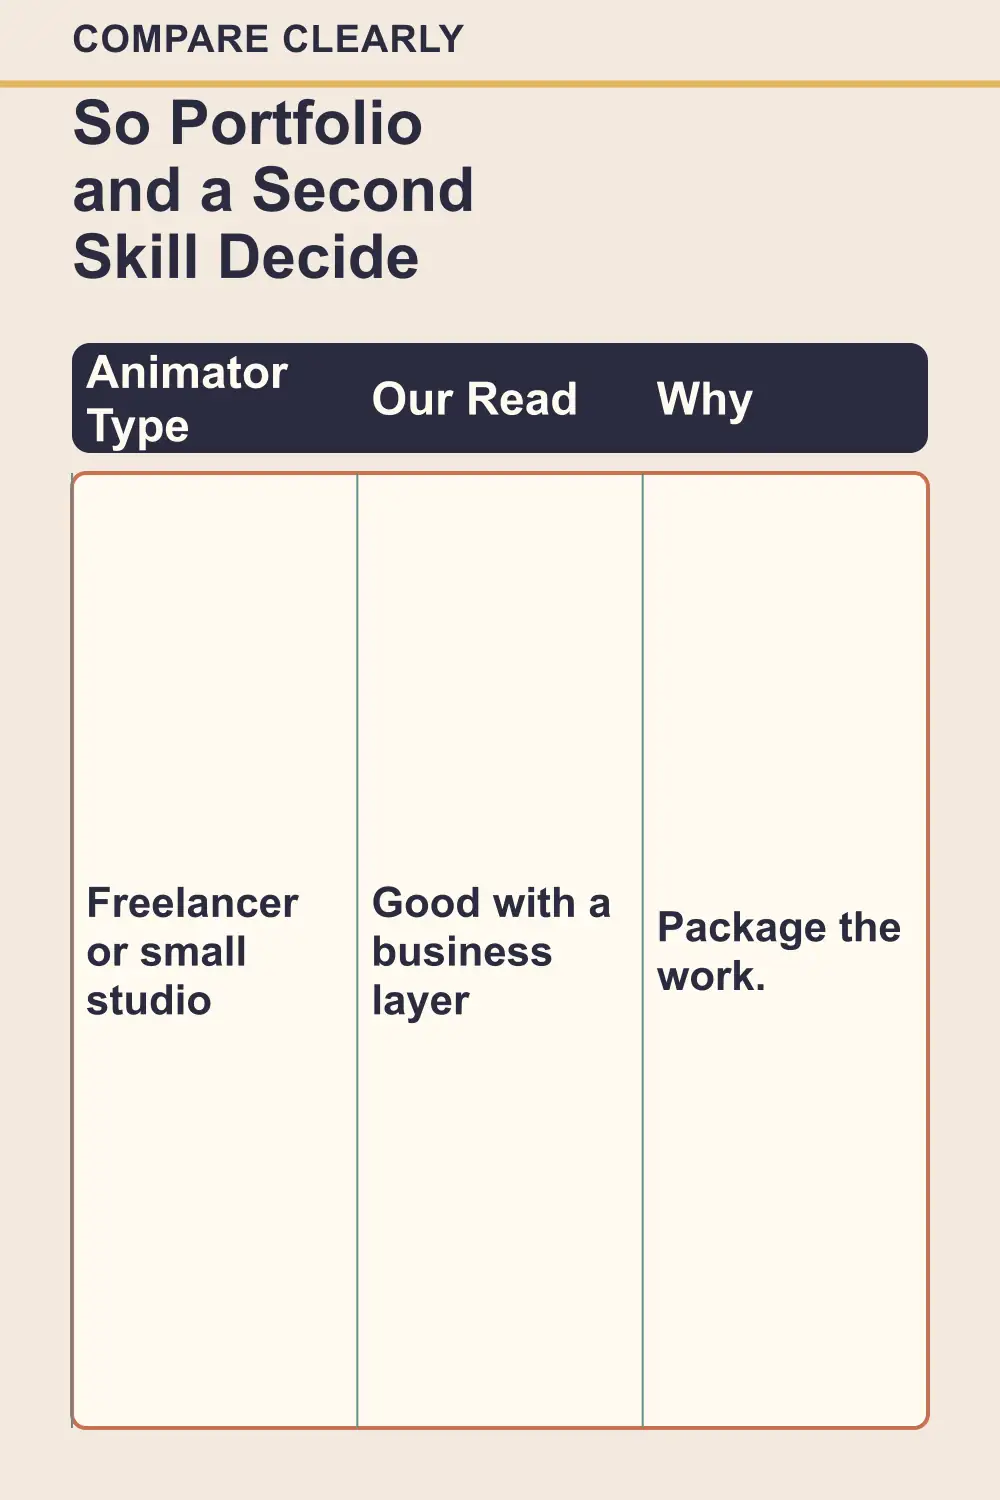 COMPARE CLEARLY
So Portfolio
and a Second
Skill Decide
Animator
Type
Our Read
Why
Freelancer
or small
studio
Good with a
business
layer
Package the
work.